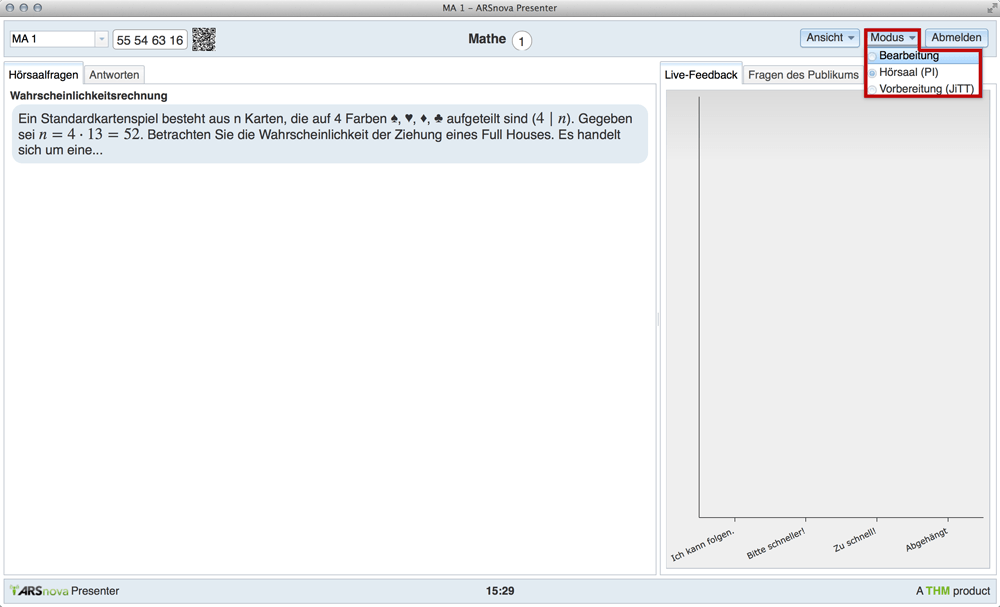 MA 1 – ARSnova Presenter
MA 1
55 54 63 16
Mathe 1
Ansicht
Modus
Abmelden
Bearbeitung
Hörsaal (PI)
Vorbereitung (JiTT)
Hörsaalfragen
Antworten
Wahrscheinlichkeitsrechnung
Ein Standardkartenspiel besteht aus n Karten, die auf 4 Farben ♠, ♥, ♦, ♣ aufgeteilt sind (4 | n). Gegeben
sei n = 4 · 13 = 52. Betrachten Sie die Wahrscheinlichkeit der Ziehung eines Full Houses. Es handelt
sich um eine...
Live-Feedback
Fragen des Publikums
Ich kann folgen.
Bitte schneller!
Zu schnell!
Abgehängt
ARSnova Presenter
15:29
A THM product